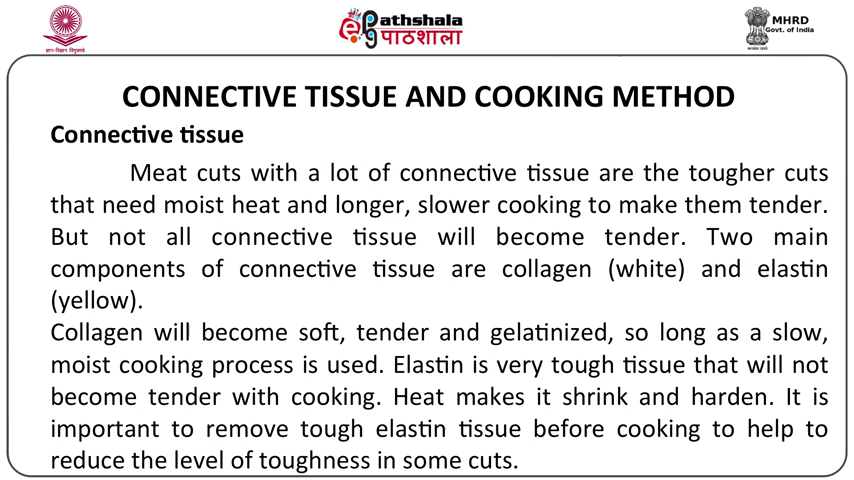 ज्ञान-विज्ञान विमुक्तये
ePathshala
पाठशाला
MHRD
Govt. of India
CONNECTIVE TISSUE AND COOKING METHOD
Connective tissue
Meat cuts with a lot of connective tissue are the tougher cuts
that need moist heat and longer, slower cooking to make them tender.
But not all connective tissue will become tender. Two main
components of connective tissue are collagen (white) and elastin
(yellow).
Collagen will become soft, tender and gelatinized, so long as a slow,
moist cooking process is used. Elastin is very tough tissue that will not
become tender with cooking. Heat makes it shrink and harden. It is
important to remove tough elastin tissue before cooking to help to
reduce the level of toughness in some cuts.